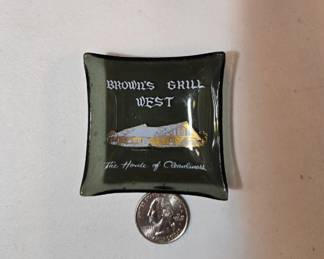 BROWN'S GRILL
WEST
The House of Cleanliness